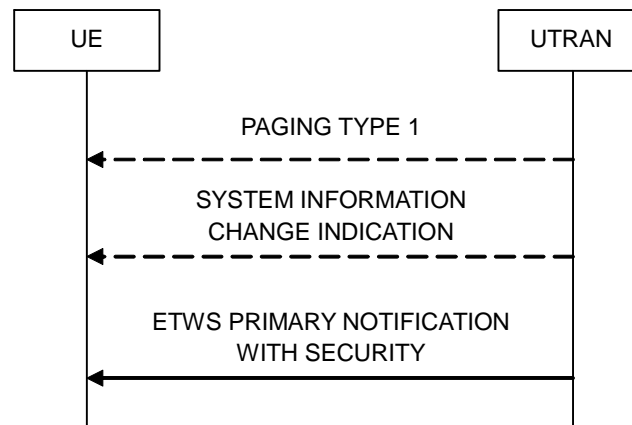 UE
UTRAN
PAGING TYPE 1
SYSTEM INFORMATION
CHANGE INDICATION
ETWS PRIMARY NOTIFICATION
WITH SECURITY